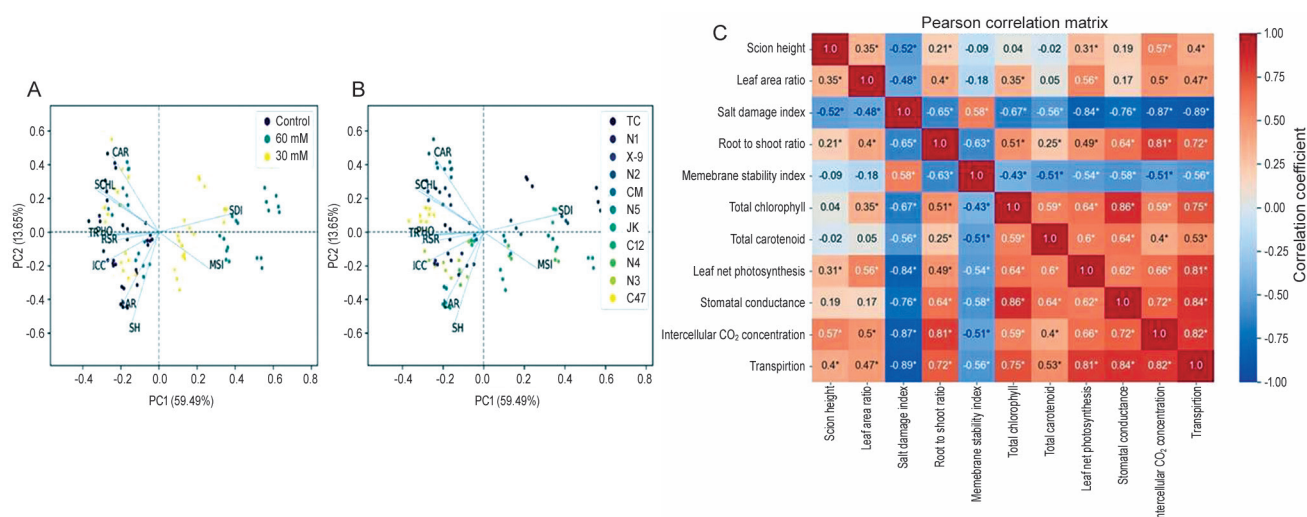 A
Control
60 mM
30 mM
0.6
0.4
0.2
0.0
-0.2
-0.4
-0.6
PC2 (13.65%)
CAR
SCHL
SDI
RSR
ICC
MSI
SH
-0.4
-0.2
0.0
0.2
0.4
0.6
0.8
PC1 (59.49%)
B
TC
N1
X-9
N2
CM
N5
JK
C12
N4
N3
C47
0.6
0.4
0.2
0.0
-0.2
-0.4
-0.6
PC2 (13.65%)
CAR
SCHL
SDI
RSR
ICC
MSI
SH
-0.4
-0.2
0.0
0.2
0.4
0.6
0.8
PC1 (59.49%)
C
Pearson correlation matrix
Scion height 1.0 0.35* -0.52* 0.21* -0.09 0.04 -0.02 0.31* 0.19 0.57* 0.4*
Leaf area ratio 0.35* 1.0 -0.48* 0.4* -0.18 0.35* 0.05 0.56* 0.17 0.5* 0.47*
Salt damage index -0.52* -0.48* 1.0 -0.65* 0.58* -0.67* -0.56* -0.84* -0.76* -0.87* -0.89*
Root to shoot ratio 0.21* 0.4* -0.65* 1.0 -0.63* 0.51* 0.25* 0.49* 0.64* 0.81* 0.72*
Memebrane stability index -0.09 -0.18 0.58* -0.63* 1.0 -0.43* -0.51* -0.54* -0.58* -0.51* -0.56*
Total chlorophyll 0.04 0.35* -0.67* 0.51* -0.43* 1.0 0.59* 0.64* 0.86* 0.59* 0.75*
Total carotenoid -0.02 0.05 -0.56* 0.25* -0.51* 0.59* 1.0 0.6* 0.64* 0.4* 0.53*
Leaf net photosynthesis 0.31* 0.56* -0.84* 0.49* -0.54* 0.64* 0.6* 1.0 0.62* 0.66* 0.81*
Stomatal conductance 0.19 0.17 -0.76* 0.64* -0.58* 0.86* 0.64* 0.62* 1.0 0.72* 0.84*
Intercellular CO₂ concentration 0.57* 0.5* -0.87* 0.81* -0.51* 0.59* 0.4* 0.66* 0.72* 1.0 0.82*
Transpirtion 0.4* 0.47* -0.89* 0.72* -0.56* 0.75* 0.53* 0.81* 0.84* 0.82* 1.0
Scion height
Leaf area ratio
Salt damage index
Root to shoot ratio
Memebrane stability index
Total chlorophyll
Total carotenoid
Leaf net photosynthesis
Stomatal conductance
Intercellular CO₂ concentration
Transpirtion
1.00
0.75
0.50
0.25
-0.00
-0.25
-0.50
-0.75
-1.00
Correlation coefficient